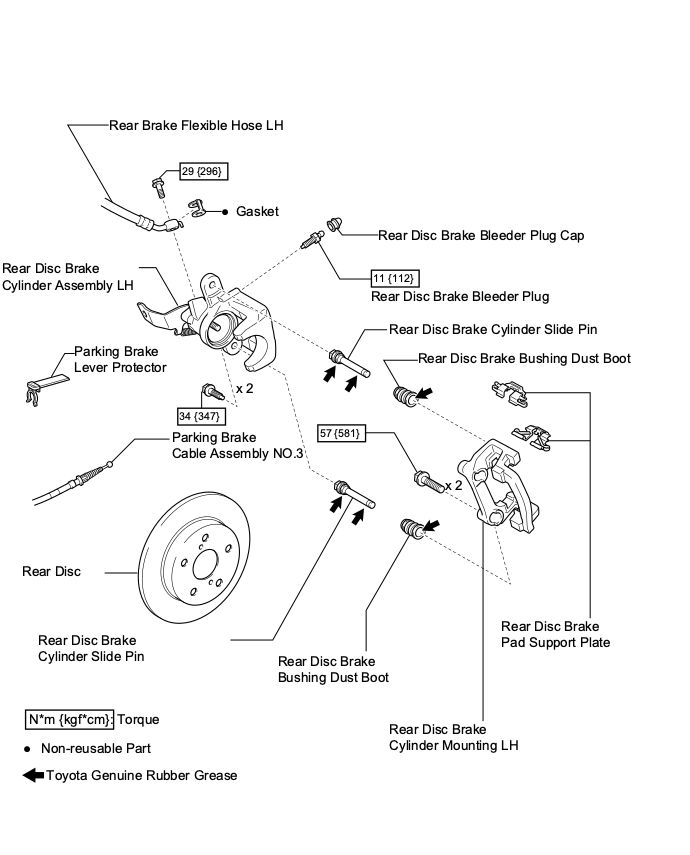 Rear Brake Flexible Hose LH
29 {296}
● Gasket
Rear Disc Brake Bleeder Plug Cap
Rear Disc Brake
Cylinder Assembly LH
11 {112}
Rear Disc Brake Bleeder Plug
Rear Disc Brake Cylinder Slide Pin
Parking Brake
Lever Protector
Rear Disc Brake Bushing Dust Boot
x 2
34 {347}
57 {581}
Parking Brake
Cable Assembly NO.3
x 2
Rear Disc
Rear Disc Brake
Pad Support Plate
Rear Disc Brake
Cylinder Slide Pin
Rear Disc Brake
Bushing Dust Boot
N*m {kgf*cm}: Torque
Rear Disc Brake
Cylinder Mounting LH
● Non-reusable Part
Toyota Genuine Rubber Grease